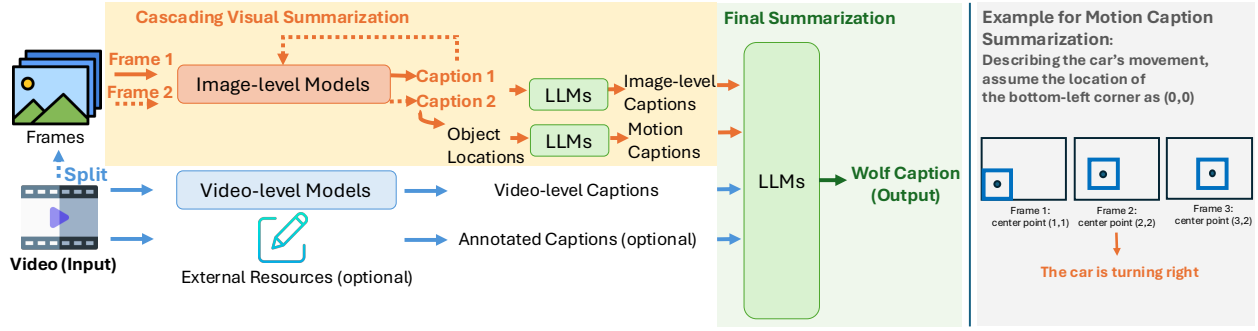 Cascading Visual Summarization
Final Summarization
Frame 1
Frame 2
Frames
Image-level Models
Caption 1
Caption 2
LLMs
Image-level
Captions
Object
Locations
LLMs
Motion
Captions
Split
Video (Input)
Video-level Models
Video-level Captions
External Resources (optional)
Annotated Captions (optional)
LLMs
Wolf Caption
(Output)
Example for Motion Caption
Summarization:
Describing the car's movement,
assume the location of
the bottom-left corner as (0,0)
Frame 1:
center point (1,1)
Frame 2:
center point (2,2)
Frame 3:
center point (3,2)
The car is turning right